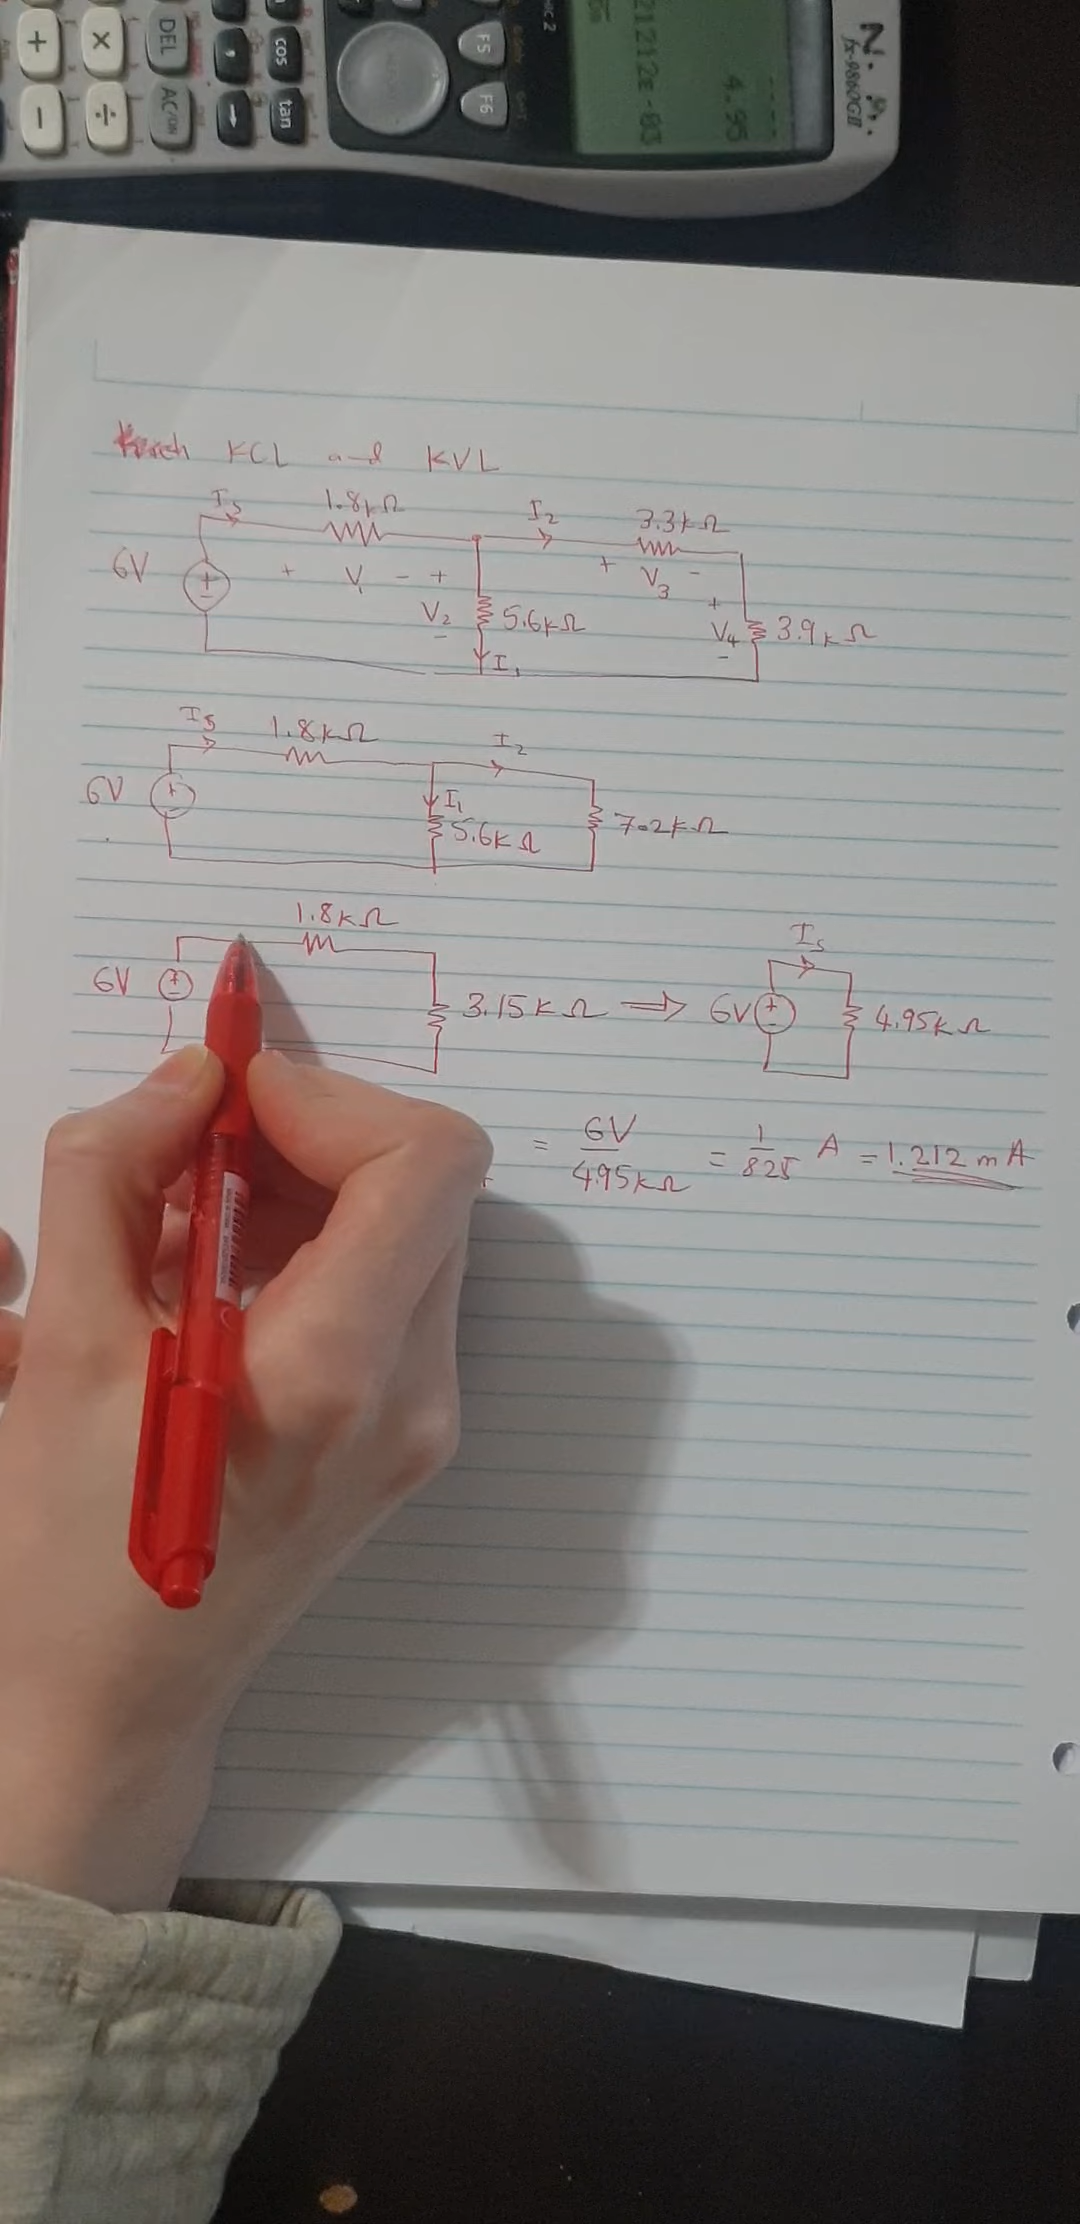 KCL and KVL
Is 1.8kΩ I2 3.3kΩ
6V + V1 - + + V3 - +
V2 5.6kΩ V4 3.9kΩ
- I1 -
Is 1.8kΩ I2
6V + I1
5.6kΩ 7.2kΩ
1.8kΩ Is
6V + - 3.15kΩ ⇒ 6V + - 4.95kΩ
= 6V / 4.95kΩ = 1 / 825 A = 1.212 mA
+ × DEL , cos F5
- ÷ AC/ON → tan F6
4.95
21212E-03
fx-9860GII